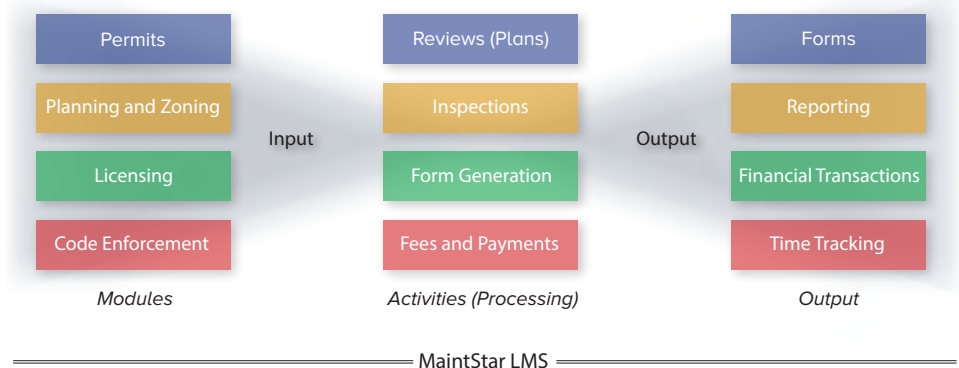 Permits
Reviews (Plans)
Forms
Planning and Zoning
Inspections
Reporting
Input
Output
Licensing
Form Generation
Financial Transactions
Code Enforcement
Fees and Payments
Time Tracking
Modules
Activities (Processing)
Output
MaintStar LMS